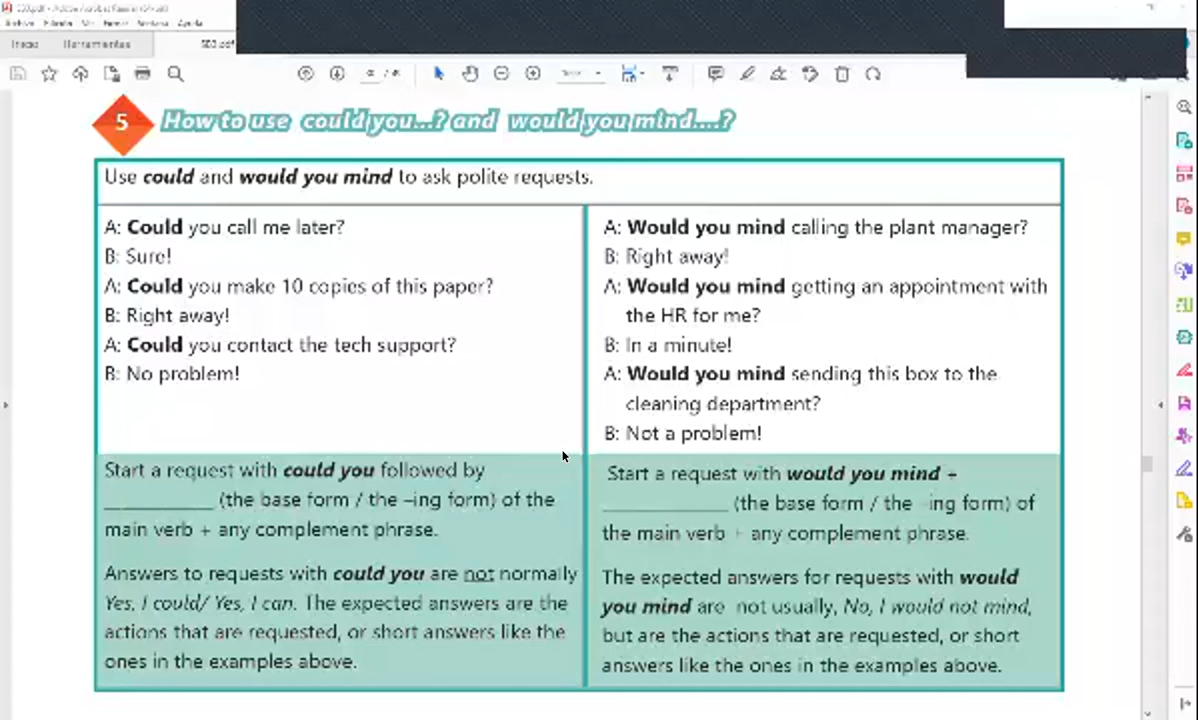 Inicio
Herramientas
SD3.pdf
5
How to use could you...? and would you mind....?
Use could and would you mind to ask polite requests.
A: Could you call me later?
B: Sure!
A: Could you make 10 copies of this paper?
B: Right away!
A: Could you contact the tech support?
B: No problem!
A: Would you mind calling the plant manager?
B: Right away!
A: Would you mind getting an appointment with
the HR for me?
B: In a minute!
A: Would you mind sending this box to the
cleaning department?
B: Not a problem!
Start a request with could you followed by
____________ (the base form / the –ing form) of the
main verb + any complement phrase.
Answers to requests with could you are not normally
Yes, I could/ Yes, I can. The expected answers are the
actions that are requested, or short answers like the
ones in the examples above.
Start a request with would you mind +
______________ (the base form / the –ing form) of
the main verb + any complement phrase.
The expected answers for requests with would
you mind are not usually, No, I would not mind,
but are the actions that are requested, or short
answers like the ones in the examples above.